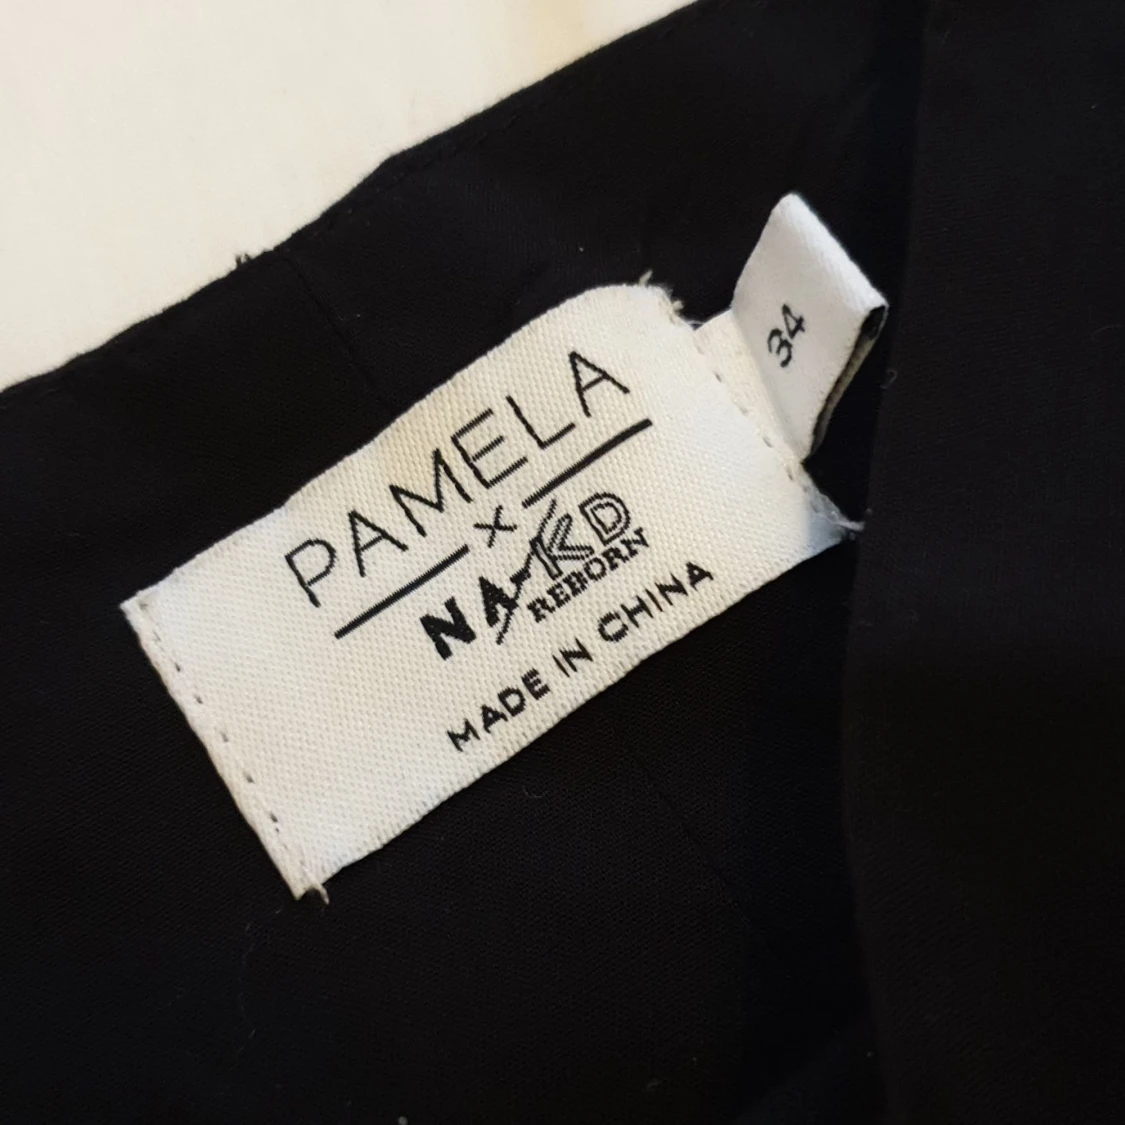 PAMELA
X
NA-KD
REBORN
MADE IN CHINA
34